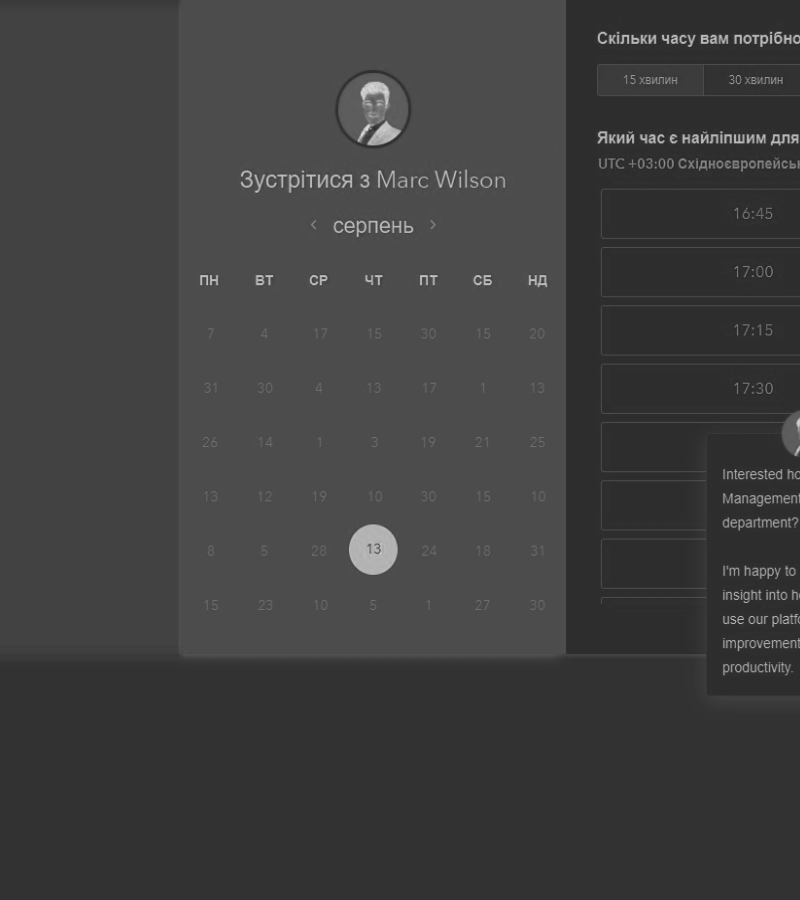 Зустрітися з Marc Wilson
серпень
ПН ВТ СР ЧТ ПТ СБ НД
7 4 17 15 30 15 20
31 30 4 13 17 1 13
26 14 1 3 19 21 25
13 12 19 10 30 15 10
8 5 28 13 24 18 31
15 23 10 5 1 27 30
Скільки часу вам потрібно
15 хвилин 30 хвилин
Який час є найліпшим для
UTC +03:00 Східноєвропейськ
16:45
17:00
17:15
17:30
Interested ho
Management
department?
I'm happy to
insight into h
use our platfo
improvement
productivity.